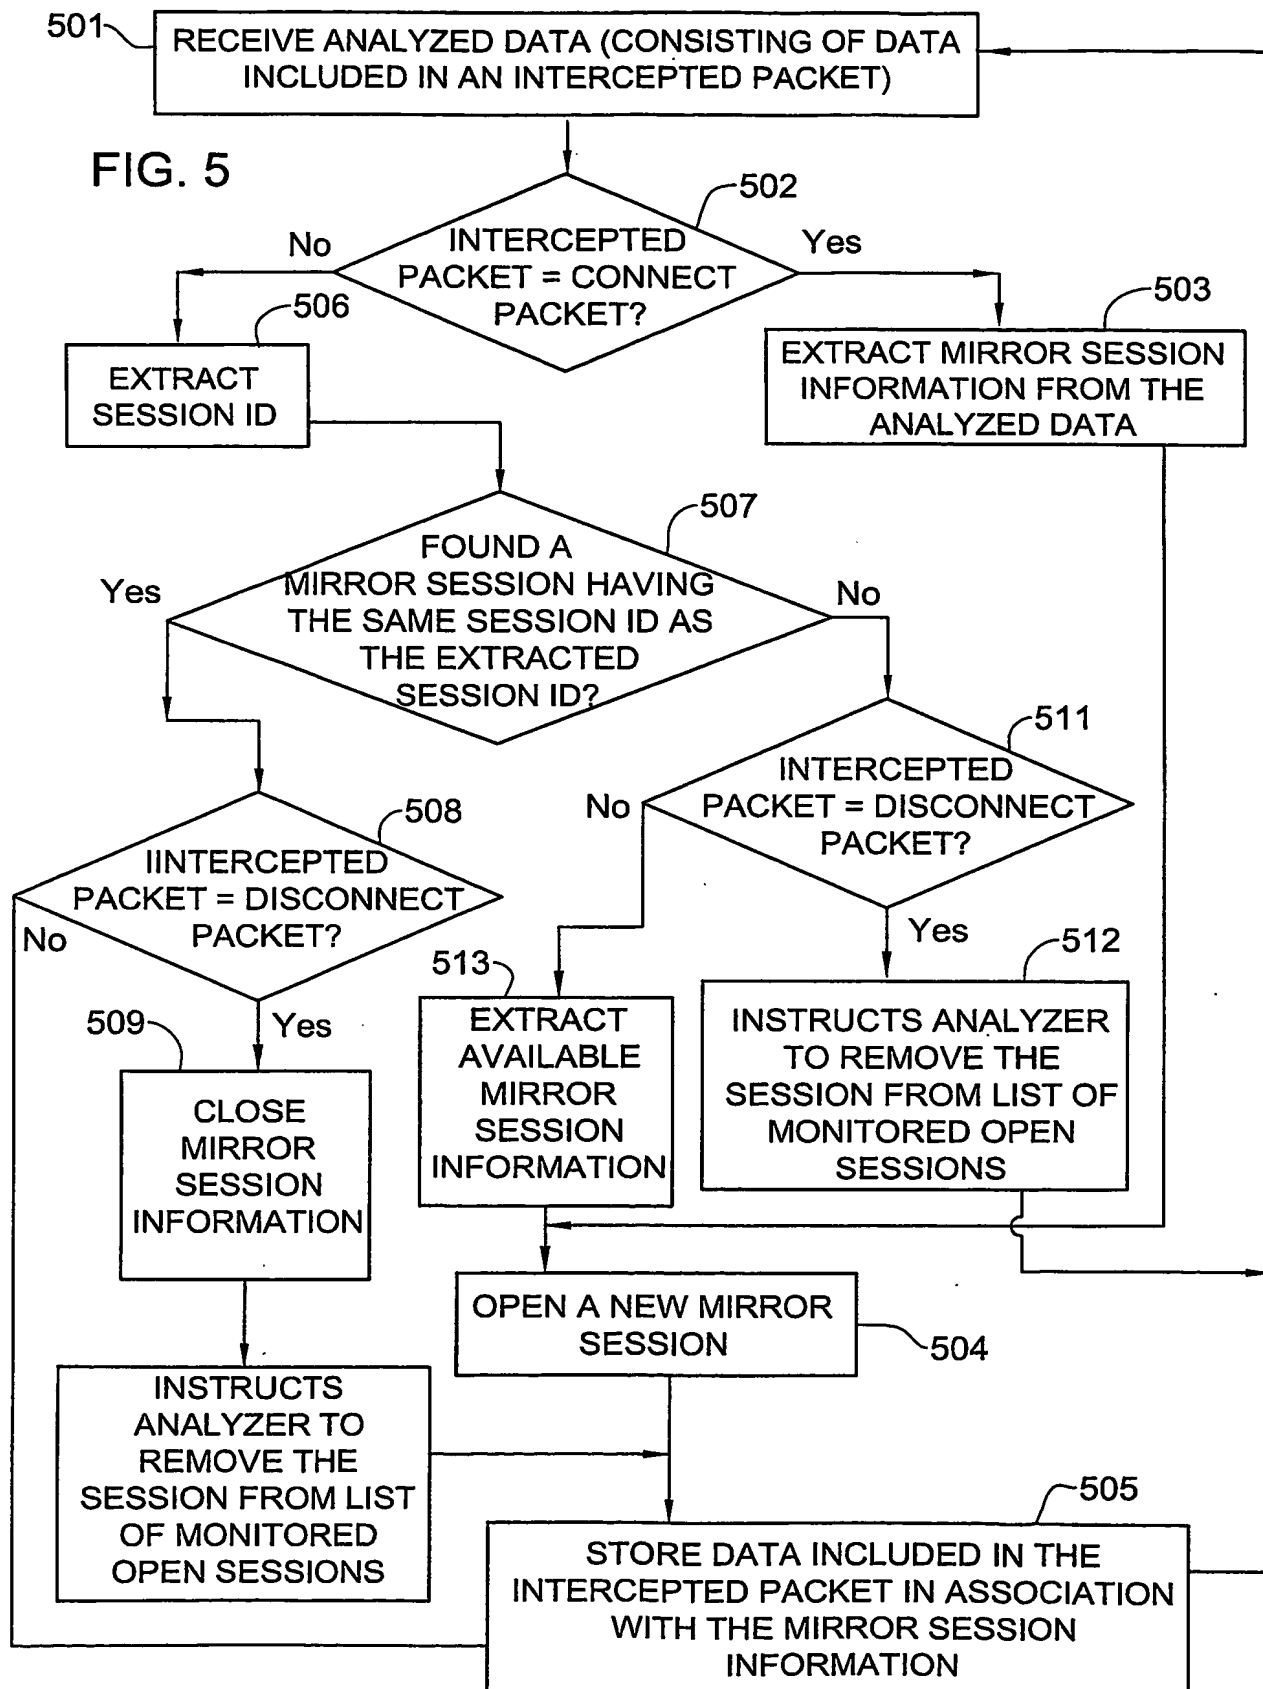 501
RECEIVE ANALYZED DATA (CONSISTING OF DATA
INCLUDED IN AN INTERCEPTED PACKET)
FIG. 5
502
No
INTERCEPTED
PACKET = CONNECT
PACKET?
Yes
506
503
EXTRACT
SESSION ID
EXTRACT MIRROR SESSION
INFORMATION FROM THE
ANALYZED DATA
507
Yes
FOUND A
MIRROR SESSION HAVING
THE SAME SESSION ID AS
THE EXTRACTED
SESSION ID?
No
511
INTERCEPTED
PACKET = DISCONNECT
PACKET?
No
Yes
508
IINTERCEPTED
PACKET = DISCONNECT
PACKET?
No
Yes
513
512
509
EXTRACT
AVAILABLE
MIRROR
SESSION
INFORMATION
INSTRUCTS ANALYZER
TO REMOVE THE
SESSION FROM LIST OF
MONITORED OPEN
SESSIONS
CLOSE
MIRROR
SESSION
INFORMATION
OPEN A NEW MIRROR
SESSION
504
INSTRUCTS
ANALYZER TO
REMOVE THE
SESSION FROM LIST
OF MONITORED
OPEN SESSIONS
505
STORE DATA INCLUDED IN THE
INTERCEPTED PACKET IN ASSOCIATION
WITH THE MIRROR SESSION
INFORMATION